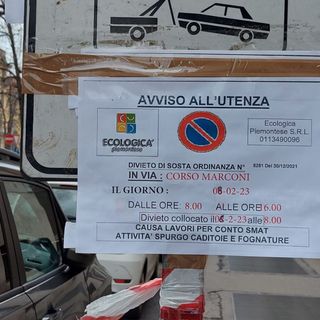 AVVISO ALL'UTENZA
ECOLOGICA
piemontese
Ecologica
Piemontese S.R.L
0113490096
DIVIETO DI SOSTA ORDINANZA N° 8281 Del 30/12/2021
IN VIA: CORSO MARCONI
IL GIORNO: 08-02-23
DALLE ORE: 8.00 ALLE ORE 16.00
Divieto collocato il 06-2-23 alle 8.00
CAUSA LAVORI PER CONTO SMAT
ATTIVITA' SPURGO CADITOIE E FOGNATURE